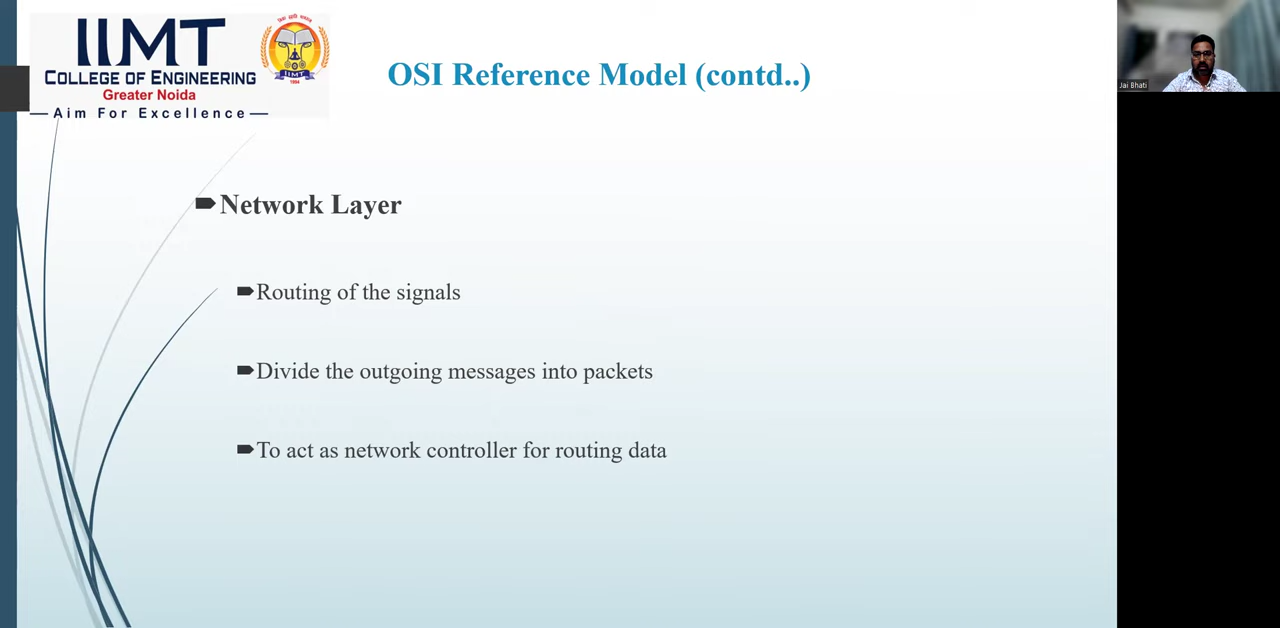 IIMT
COLLEGE OF ENGINEERING
Greater Noida
Aim For Excellence
IIMT
OSI Reference Model (contd..)
Jai Bhati
Network Layer
Routing of the signals
Divide the outgoing messages into packets
To act as network controller for routing data